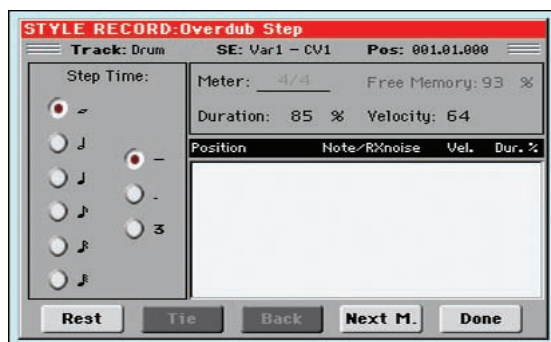 STYLE RECORD:Overdub Step
Track: Drum SE: Var1 - CV1 Pos: 001.01.000
Step Time:
Meter: 4/4 Free Memory: 93 %
Duration: 85 % Velocity: 64
Position Note/RXnoise Vel. Dur.%
-
.
3
Rest Tie Back Next M. Done